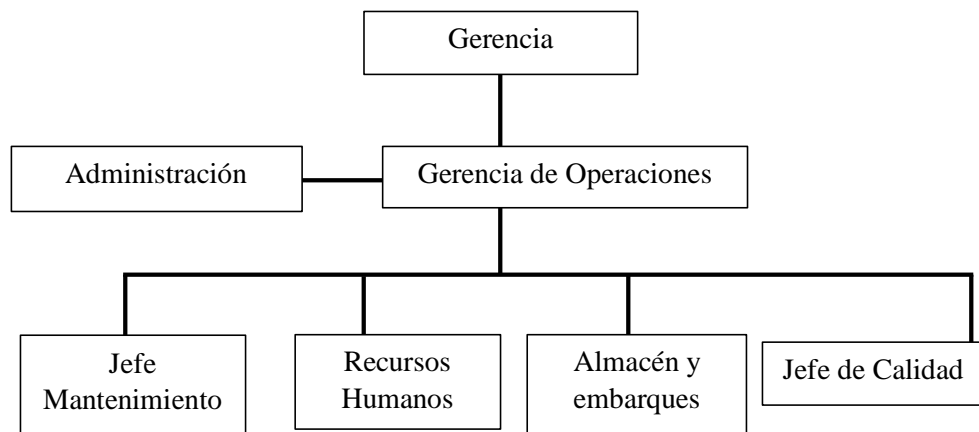 Gerencia
Administración
Gerencia de Operaciones
Jefe
Mantenimiento
Recursos
Humanos
Almacén y
embarques
Jefe de Calidad